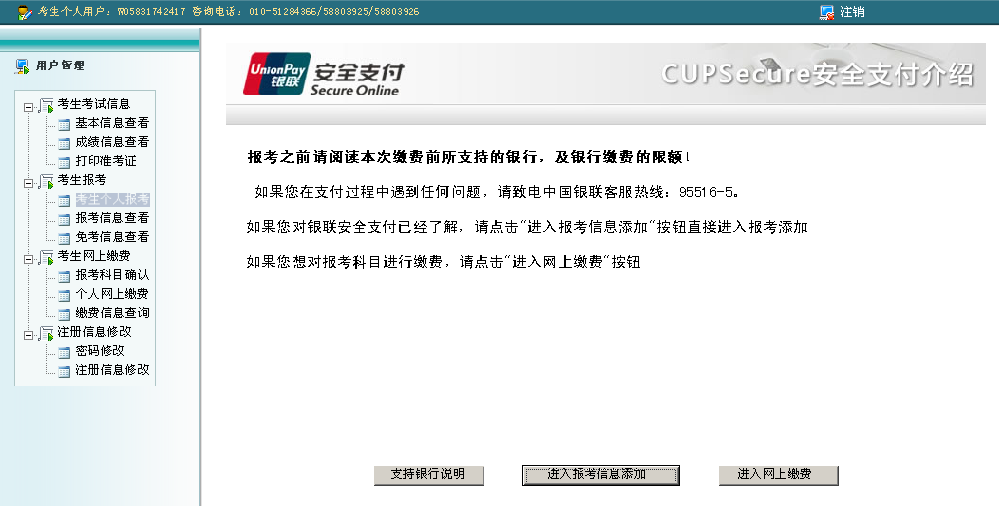 考生个人用户：W05831742417 咨询电话：010-51284366/58803925/58803926
注销
用户管理
考生考试信息
基本信息查看
成绩信息查看
打印准考证
考生报考
考生个人报考
报考信息查看
免考信息查看
考生网上缴费
报考科目确认
个人网上缴费
缴费信息查询
注册信息修改
密码修改
注册信息修改
UnionPay
银联
安全支付
Secure Online
CUPSecure安全支付介绍
报考之前请阅读本次缴费前所支持的银行，及银行缴费的限额！
如果您在支付过程中遇到任何问题，请致电中国银联客服热线：95516-5。
如果您对银联安全支付已经了解，请点击“进入报考信息添加“按钮直接进入报考添加
如果您想对报考科目进行缴费，请点击“进入网上缴费“按钮
支持银行说明
进入报考信息添加
进入网上缴费